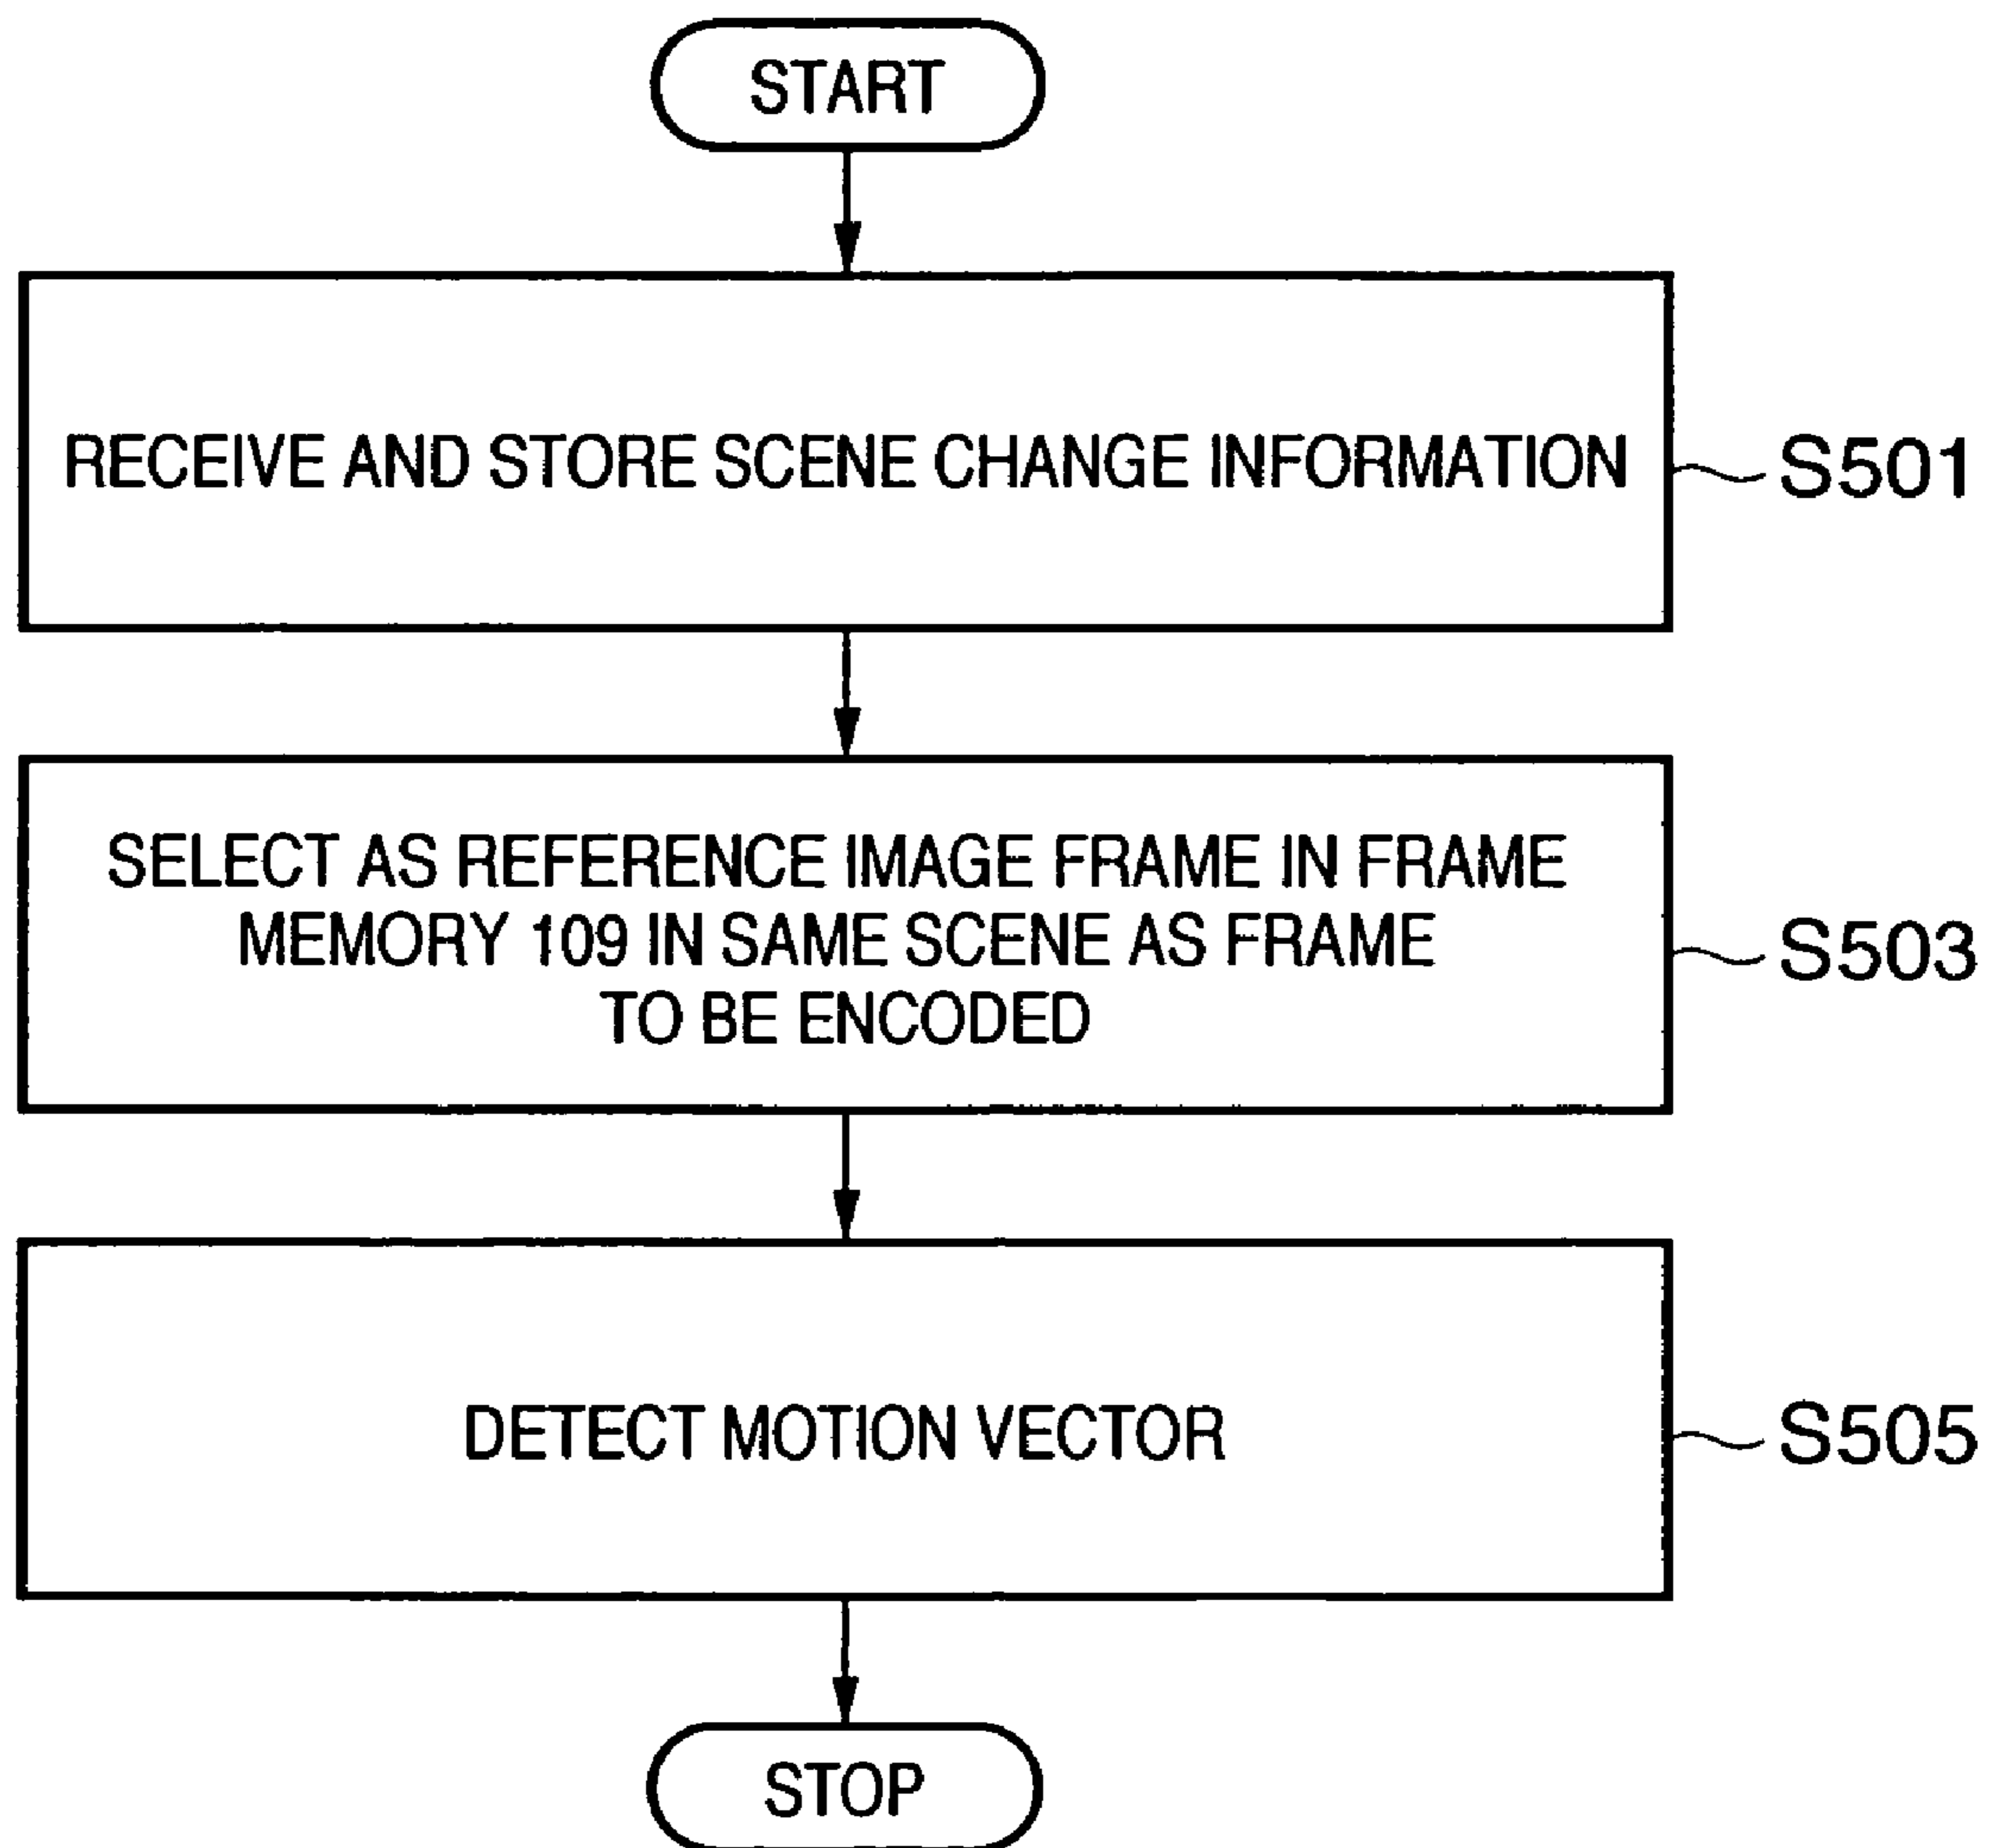 START
RECEIVE AND STORE SCENE CHANGE INFORMATION
S501
SELECT AS REFERENCE IMAGE FRAME IN FRAME
MEMORY 109 IN SAME SCENE AS FRAME
TO BE ENCODED
S503
DETECT MOTION VECTOR
S505
STOP